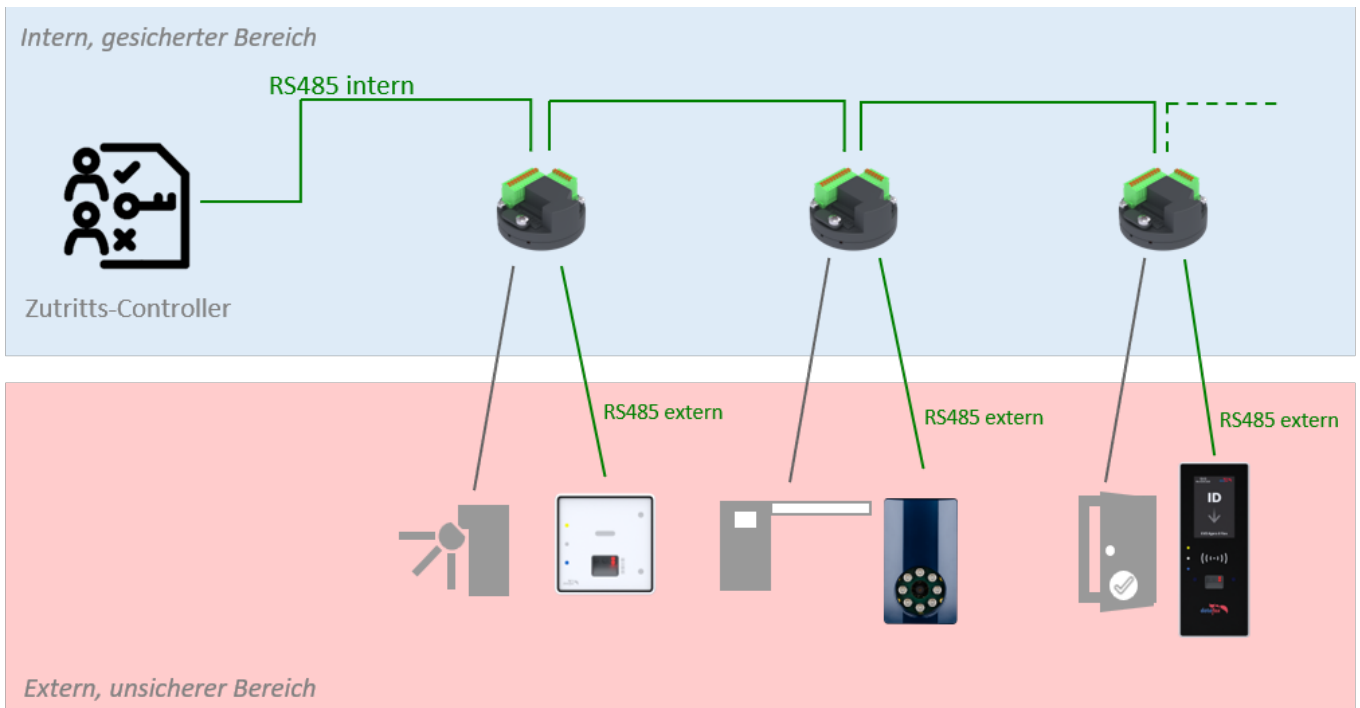 Intern, gesicherter Bereich
RS485 intern
Zutritts-Controller
RS485 extern
RS485 extern
RS485 extern
ID
Extern, unsicherer Bereich